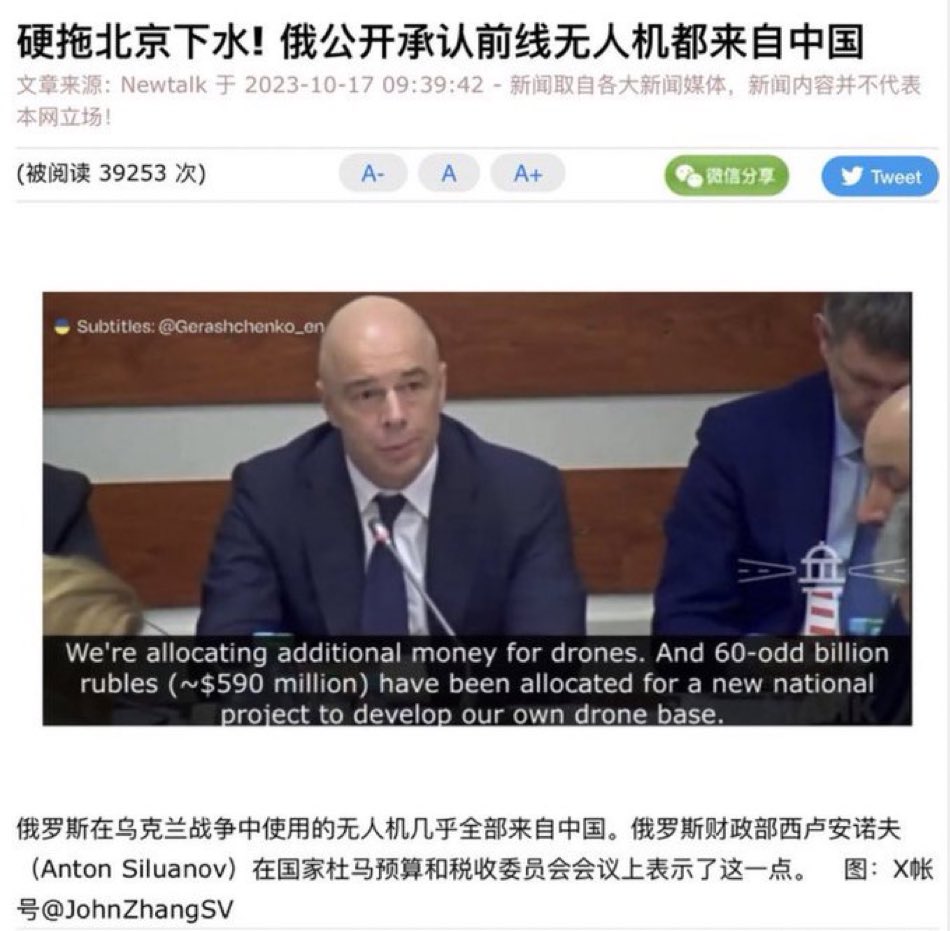 硬拖北京下水! 俄公开承认前线无人机都来自中国
文章来源: Newtalk 于 2023-10-17 09:39:42 - 新闻取自各大新闻媒体，新闻内容并不代表
本网立场!
(被阅读 39253 次)
A-
A
A+
微信分享
Tweet
Subtitles: @Gerashchenko_en
We're allocating additional money for drones. And 60-odd billion
rubles (~$590 million) have been allocated for a new national
project to develop our own drone base.
俄罗斯在乌克兰战争中使用的无人机几乎全部来自中国。俄罗斯财政部西卢安诺夫
（Anton Siluanov）在国家杜马预算和税收委员会会议上表示了这一点。 图：X帐
号@JohnZhangSV